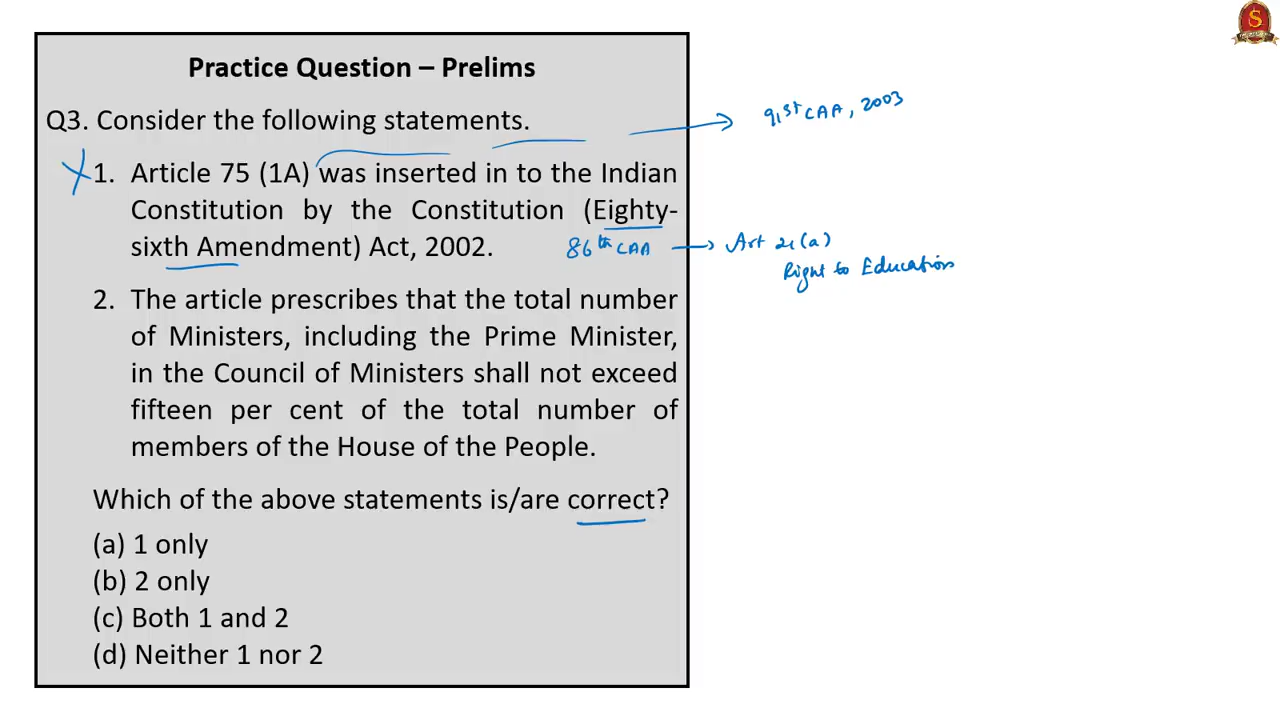 Practice Question – Prelims
Q3. Consider the following statements.
91st CAA, 2003
1. Article 75 (1A) was inserted in to the Indian
Constitution by the Constitution (Eighty-
sixth Amendment) Act, 2002.
86th CAA → Art 21(a)
Right to Education
2. The article prescribes that the total number
of Ministers, including the Prime Minister,
in the Council of Ministers shall not exceed
fifteen per cent of the total number of
members of the House of the People.
Which of the above statements is/are correct?
(a) 1 only
(b) 2 only
(c) Both 1 and 2
(d) Neither 1 nor 2